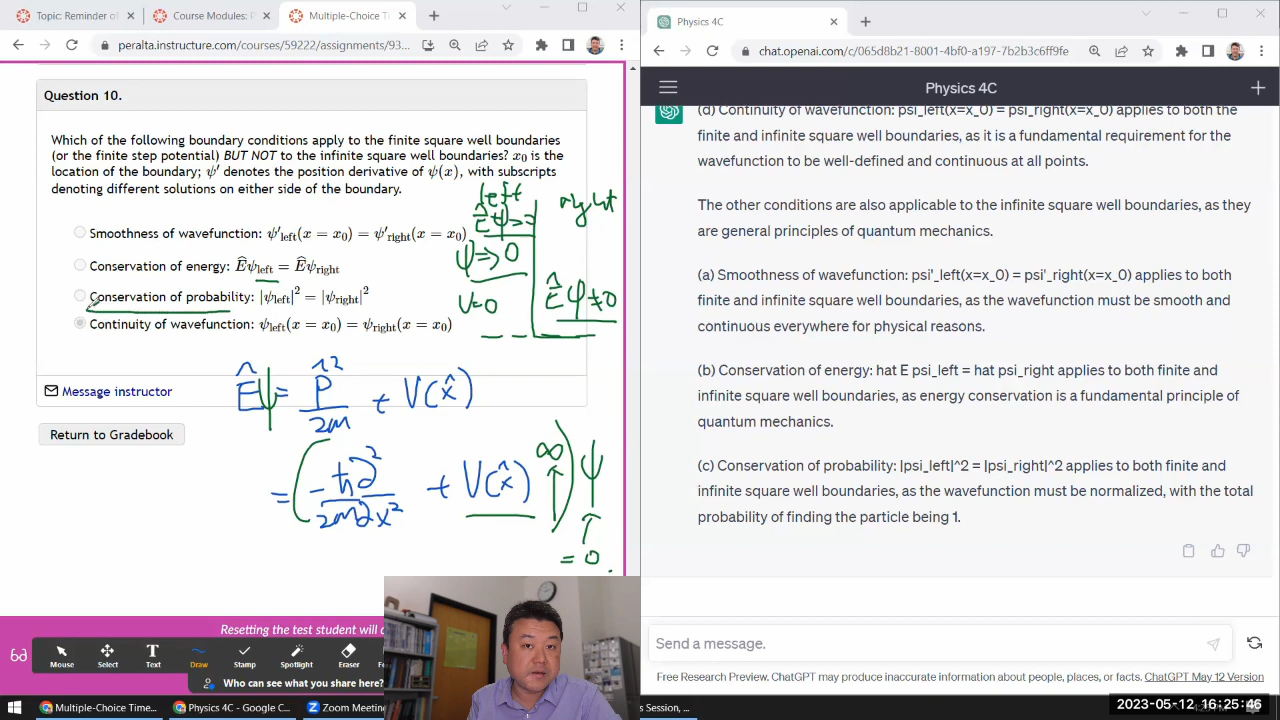 Topic: Reminder of
Course Modules: P
Multiple-Choice Ti
peralta.instructure.com/courses/59222/assignments/93...
Question 10.
Which of the following boundary conditions apply to the finite square well boundaries
(or the finite step potential) BUT NOT to the infinite square well boundaries? x₀ is the
location of the boundary; ψ′ denotes the position derivative of ψ(x), with subscripts
denoting different solutions on either side of the boundary.
Smoothness of wavefunction: ψ′left(x = x₀) = ψ′right(x = x₀)
Conservation of energy: Êψleft = Êψright
Conservation of probability: |ψleft|² = |ψright|²
Continuity of wavefunction: ψleft(x = x₀) = ψright(x = x₀)
left
right
Êψ =
ψ => 0
V=0
Êψ ≠ 0
Êψ = p̂²/2m + V(x̂)
= (-ħ∂²/2m∂x² + V(x̂)) ψ
∞
= 0.
Message instructor
Return to Gradebook
Resetting the test student will
Mouse
Select
Text
Draw
Stamp
Spotlight
Eraser
Who can see what you share here?
Multiple-Choice Time...
Physics 4C - Google C...
Zoom Meeting
Session,...
Physics 4C
chat.openai.com/c/065d8b21-8001-4bf0-a197-7b2b3c6ff9fe
Physics 4C
(d) Continuity of wavefunction: psi_left(x=x_0) = psi_right(x=x_0) applies to both the
finite and infinite square well boundaries, as it is a fundamental requirement for the
wavefunction to be well-defined and continuous at all points.
The other conditions are also applicable to the infinite square well boundaries, as they
are general principles of quantum mechanics.
(a) Smoothness of wavefunction: psi'_left(x=x_0) = psi'_right(x=x_0) applies to both
finite and infinite square well boundaries, as the wavefunction must be smooth and
continuous everywhere for physical reasons.
(b) Conservation of energy: hat E psi_left = hat psi_right applies to both finite and
infinite square well boundaries, as energy conservation is a fundamental principle of
quantum mechanics.
(c) Conservation of probability: |psi_left|^2 = |psi_right|^2 applies to both finite and
infinite square well boundaries, as the wavefunction must be normalized, with the total
probability of finding the particle being 1.
Send a message.
Free Research Preview. ChatGPT may produce inaccurate information about people, places, or facts. ChatGPT May 12 Version
2023-05-12 16:25:46